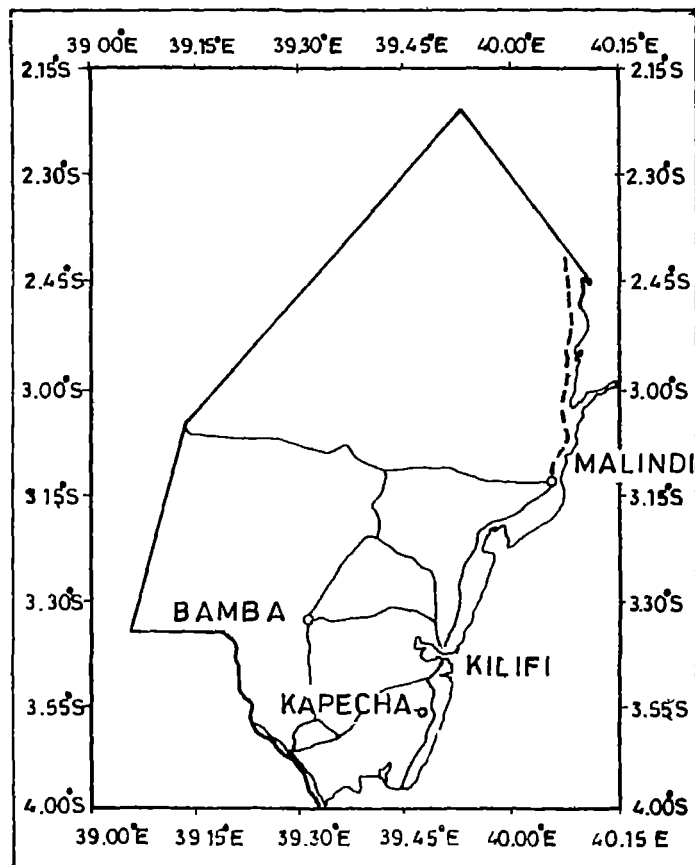 39 00°E 39.15°E 39.30°E 39.45°E 40.00°E 40.15°E
2.15°S 2.15°S
2.30°S 2.30°S
2.45°S 2.45°S
3.00°S 3.00°S
MALINDI
3.15°S 3.15°S
3.30°S 3.30°S
BAMBA
KILIFI
KAPECHA
3.55°S 3.55°S
4.00°S 4.00°S
39.00°E 39.15°E 39.30°E 39.45°E 40.00°E 40.15°E